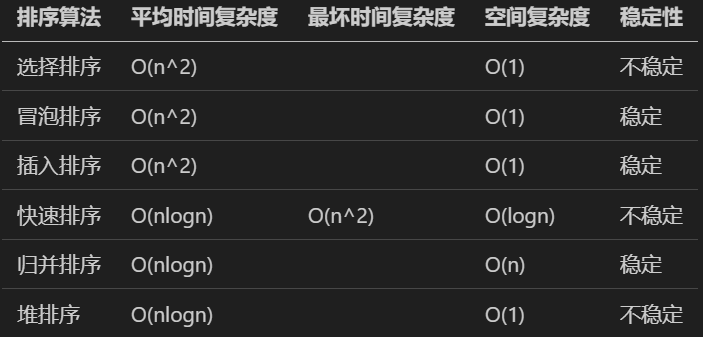 排序算法 平均时间复杂度 最坏时间复杂度 空间复杂度 稳定性
选择排序 O(n^2) O(1) 不稳定
冒泡排序 O(n^2) O(1) 稳定
插入排序 O(n^2) O(1) 稳定
快速排序 O(nlogn) O(n^2) O(logn) 不稳定
归并排序 O(nlogn) O(n) 稳定
堆排序 O(nlogn) O(1) 不稳定